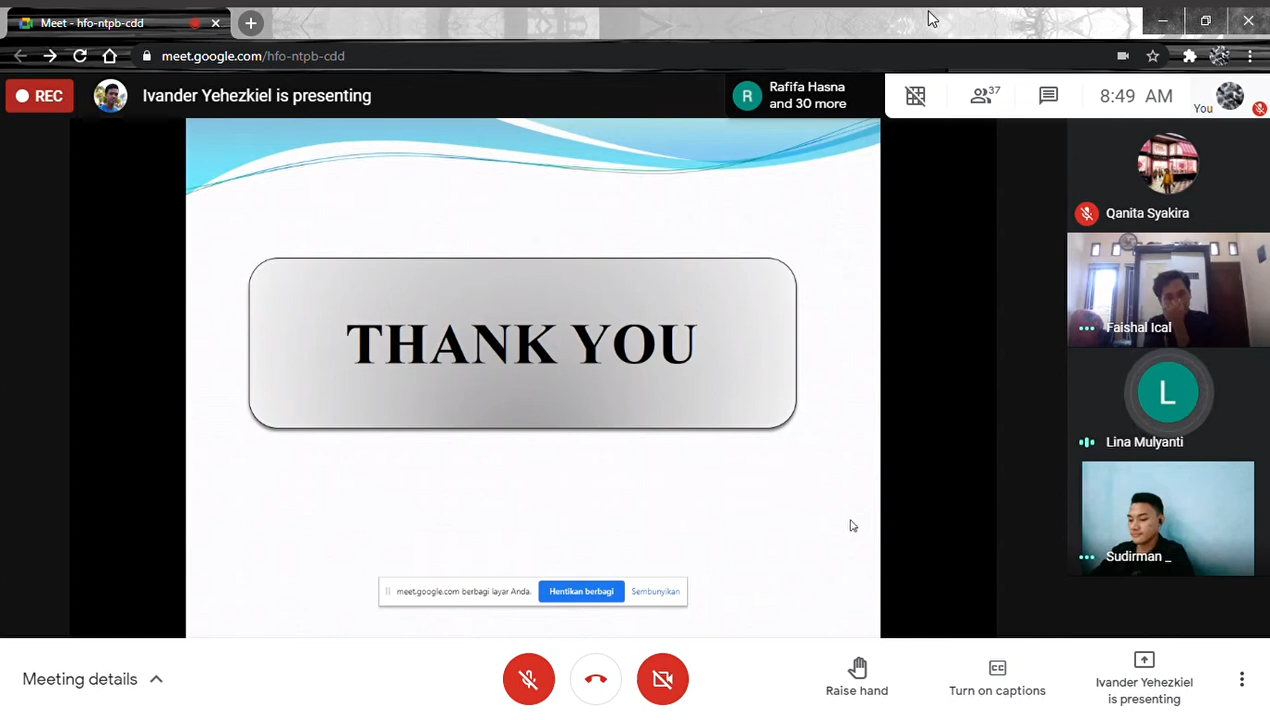 Meet - hfo-ntpb-cdd
meet.google.com/hfo-ntpb-cdd
REC
Ivander Yehezkiel is presenting
R
Rafifa Hasna
and 30 more
37
8:49 AM
You
Qanita Syakira
THANK YOU
Faishal Ical
L
Lina Mulyanti
Sudirman _
meet.google.com berbagi layar Anda.
Hentikan berbagi
Sembunyikan
Meeting details
Raise hand
CC
Turn on captions
Ivander Yehezkiel
is presenting